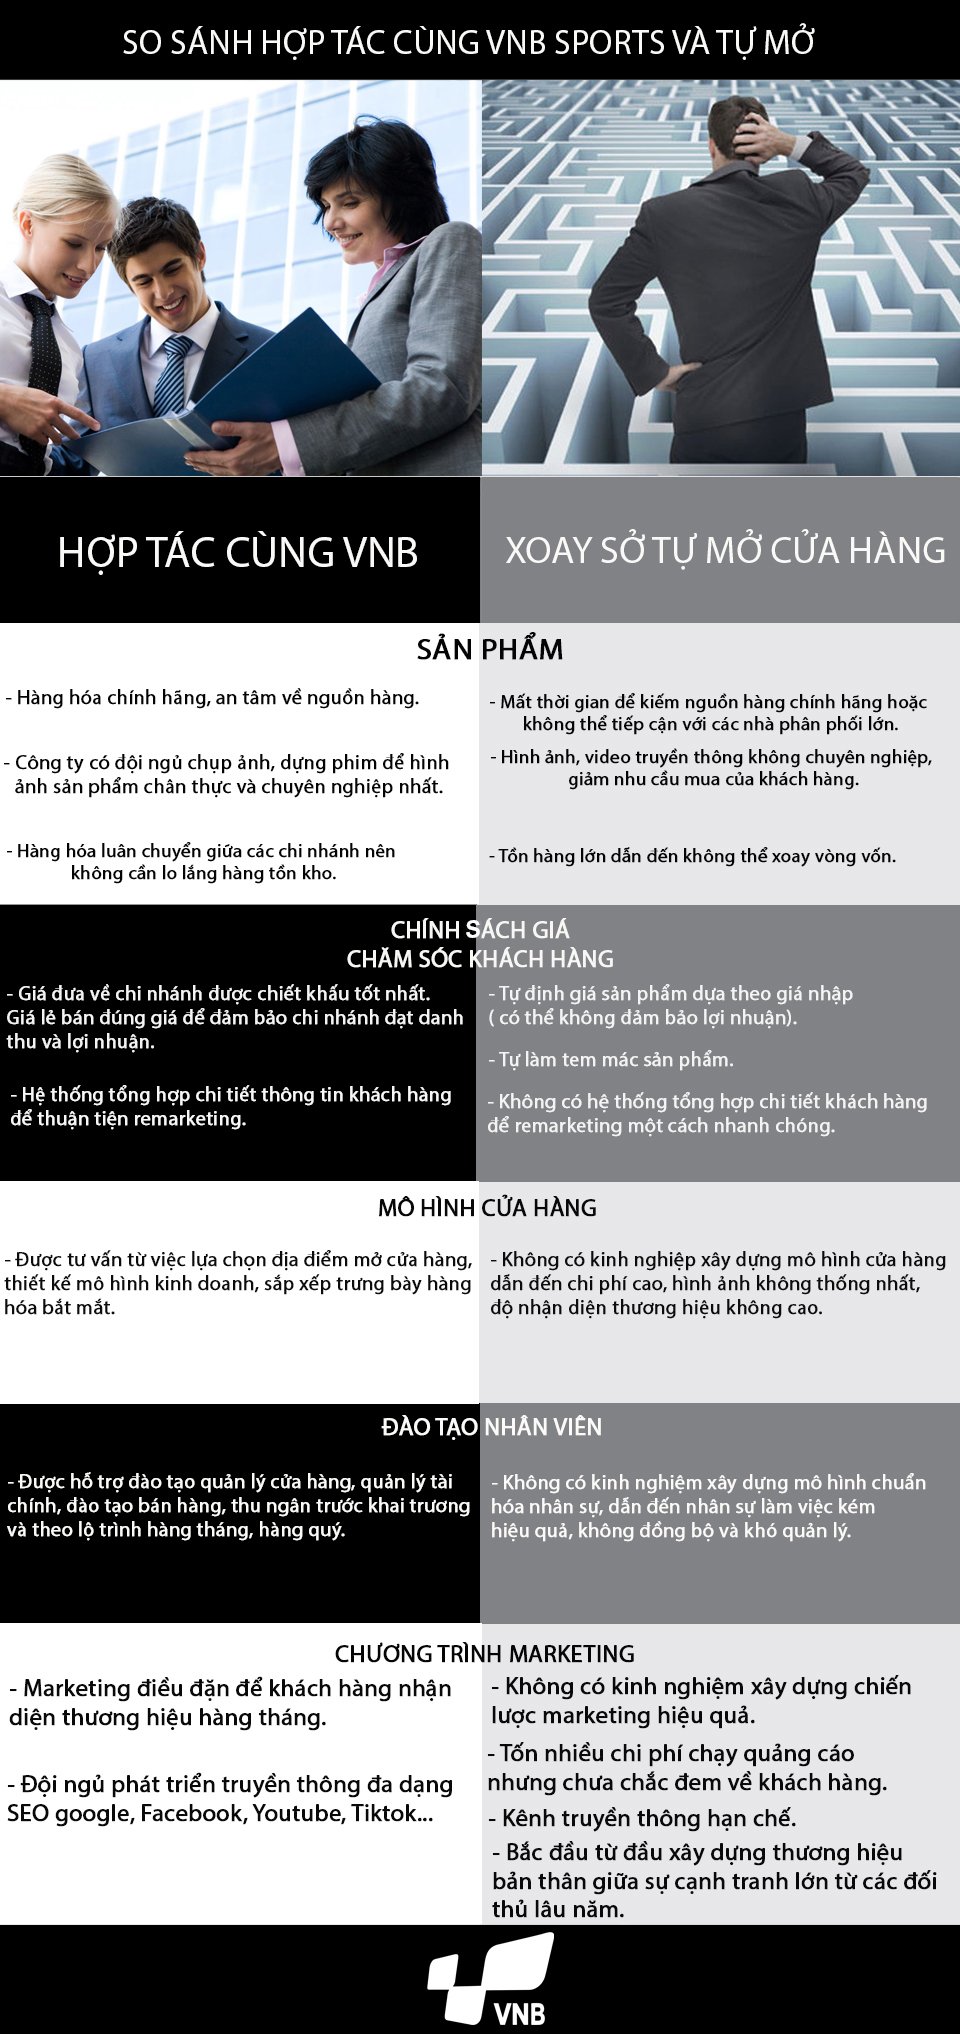 SO SÁNH HỢP TÁC CÙNG VNB SPORTS VÀ TỰ MỞ
HỢP TÁC CÙNG VNB
XOAY SỞ TỰ MỞ CỬA HÀNG
SẢN PHẨM
- Hàng hóa chính hãng, an tâm về nguồn hàng.
- Công ty có đội ngủ chụp ảnh, dựng phim để hình
ảnh sản phẩm chân thực và chuyên nghiệp nhất.
- Hàng hóa luân chuyển giữa các chi nhánh nên
không cần lo lắng hàng tồn kho.
- Mất thời gian để kiếm nguồn hàng chính hãng hoặc
không thể tiếp cận với các nhà phân phối lớn.
- Hình ảnh, video truyền thông không chuyên nghiệp,
giảm nhu cầu mua của khách hàng.
- Tồn hàng lớn dẫn đến không thể xoay vòng vốn.
CHÍNH SÁCH GIÁ
CHĂM SÓC KHÁCH HÀNG
- Giá đưa về chi nhánh được chiết khấu tốt nhất.
Giá lẻ bán đúng giá để đảm bảo chi nhánh đạt danh
thu và lợi nhuận.
- Hệ thống tổng hợp chi tiết thông tin khách hàng
để thuận tiện remarketing.
- Tự định giá sản phẩm dựa theo giá nhập
( có thể không đảm bảo lợi nhuận).
- Tự làm tem mác sản phẩm.
- Không có hệ thống tổng hợp chi tiết khách hàng
để remarketing một cách nhanh chóng.
MÔ HÌNH CỬA HÀNG
- Được tư vấn từ việc lựa chọn địa điểm mở cửa hàng,
thiết kế mô hình kinh doanh, sắp xếp trưng bày hàng
hóa bắt mắt.
- Không có kinh nghiệp xây dựng mô hình cửa hàng
dẫn đến chi phí cao, hình ảnh không thống nhất,
độ nhận diện thương hiệu không cao.
ĐÀO TẠO NHÂN VIÊN
- Được hỗ trợ đào tạo quản lý cửa hàng, quản lý tài
chính, đào tạo bán hàng, thu ngân trước khai trương
và theo lộ trình hàng tháng, hàng quý.
- Không có kinh nghiệm xây dựng mô hình chuẩn
hóa nhân sự, dẫn đến nhân sự làm việc kém
hiệu quả, không đồng bộ và khó quản lý.
CHƯƠNG TRÌNH MARKETING
- Marketing điều đặn để khách hàng nhận
diện thương hiệu hàng tháng.
- Đội ngủ phát triển truyền thông đa dạng
SEO google, Facebook, Youtube, Tiktok...
- Không có kinh nghiệm xây dựng chiến
lược marketing hiệu quả.
- Tốn nhiều chi phí chạy quảng cáo
nhưng chưa chắc đem về khách hàng.
- Kênh truyền thông hạn chế.
- Bắc đầu từ đầu xây dựng thương hiệu
bản thân giữa sự cạnh tranh lớn từ các đối
thủ lâu năm.
VNB